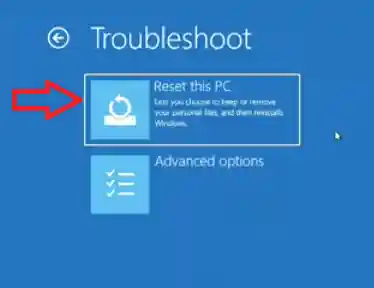 Troubleshoot
Reset this PC
Lets you choose to keep or remove
your personal files, and then reinstalls
Windows.
Advanced options